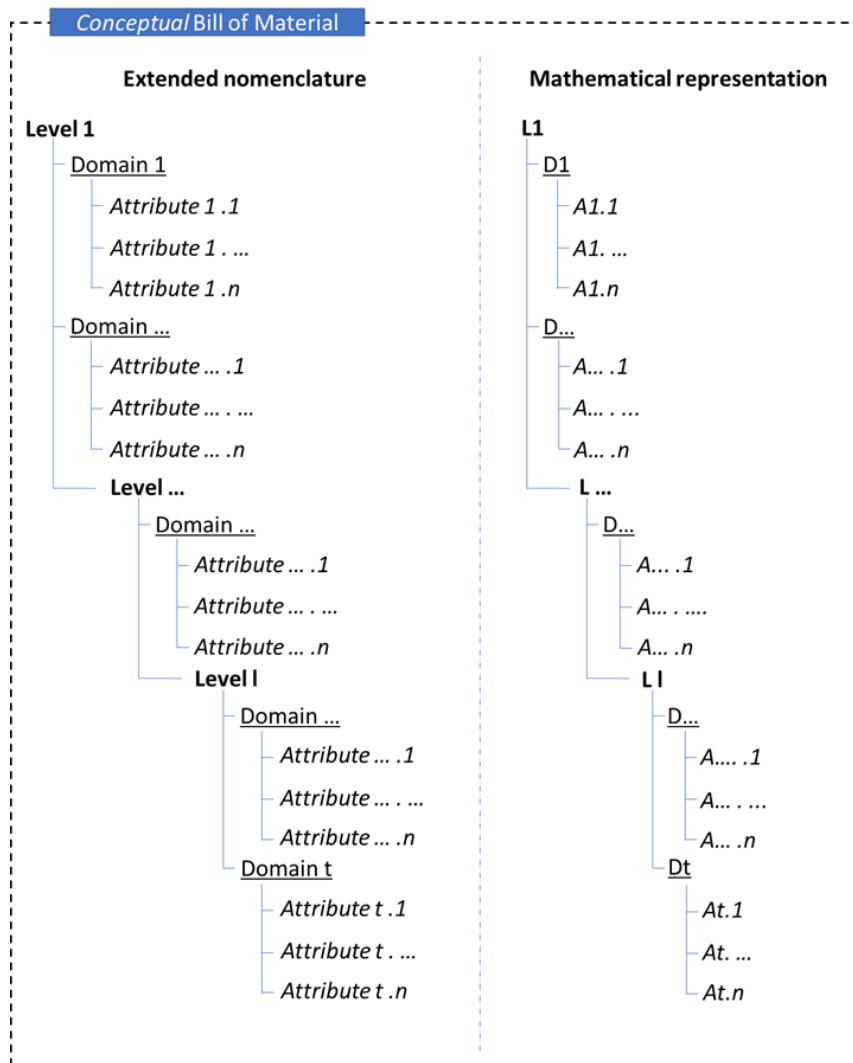 Conceptual Bill of Material
Extended nomenclature
Level 1
Domain 1
Attribute 1 .1
Attribute 1 . ...
Attribute 1 .n
Domain ...
Attribute ... .1
Attribute ... . ...
Attribute ... .n
Level ...
Domain ...
Attribute ... .1
Attribute ... . ...
Attribute ... .n
Level l
Domain ...
Attribute ... .1
Attribute ... . ...
Attribute ... .n
Domain t
Attribute t .1
Attribute t . ...
Attribute t .n
Mathematical representation
L1
D1
A1.1
A1. ...
A1.n
D...
A... .1
A... . ...
A... .n
L ...
D...
A... .1
A... . ....
A... .n
L l
D...
A.... .1
A... . ...
A... .n
Dt
At.1
At. ...
At.n